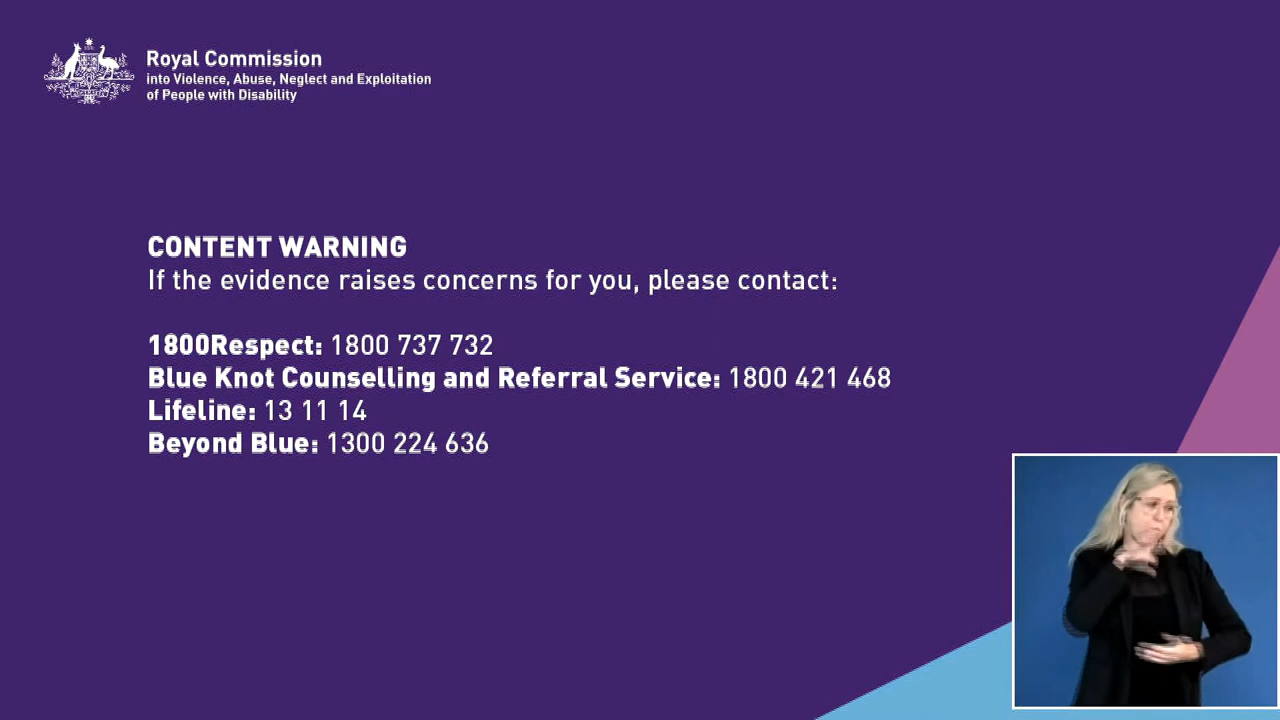 Royal Commission
into Violence, Abuse, Neglect and Exploitation
of People with Disability
CONTENT WARNING
If the evidence raises concerns for you, please contact:
1800Respect: 1800 737 732
Blue Knot Counselling and Referral Service: 1800 421 468
Lifeline: 13 11 14
Beyond Blue: 1300 224 636